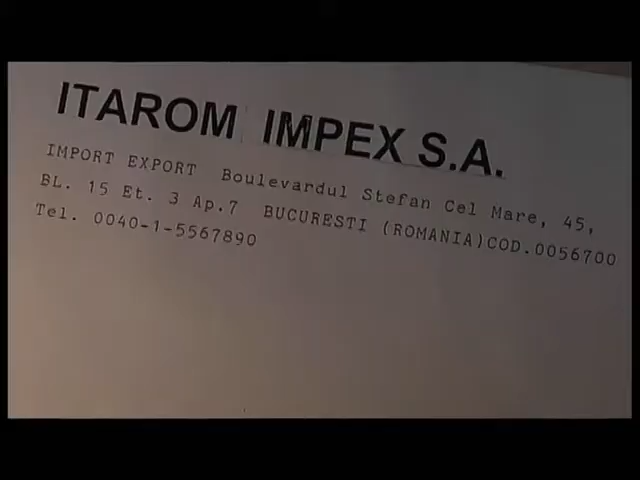 ITAROM IMPEX S.A.
IMPORT EXPORT Boulevardul Stefan Cel Mare, 45,
BL. 15 Et. 3 Ap.7 BUCURESTI (ROMANIA)COD.0056700
Tel. 0040-1-5567890